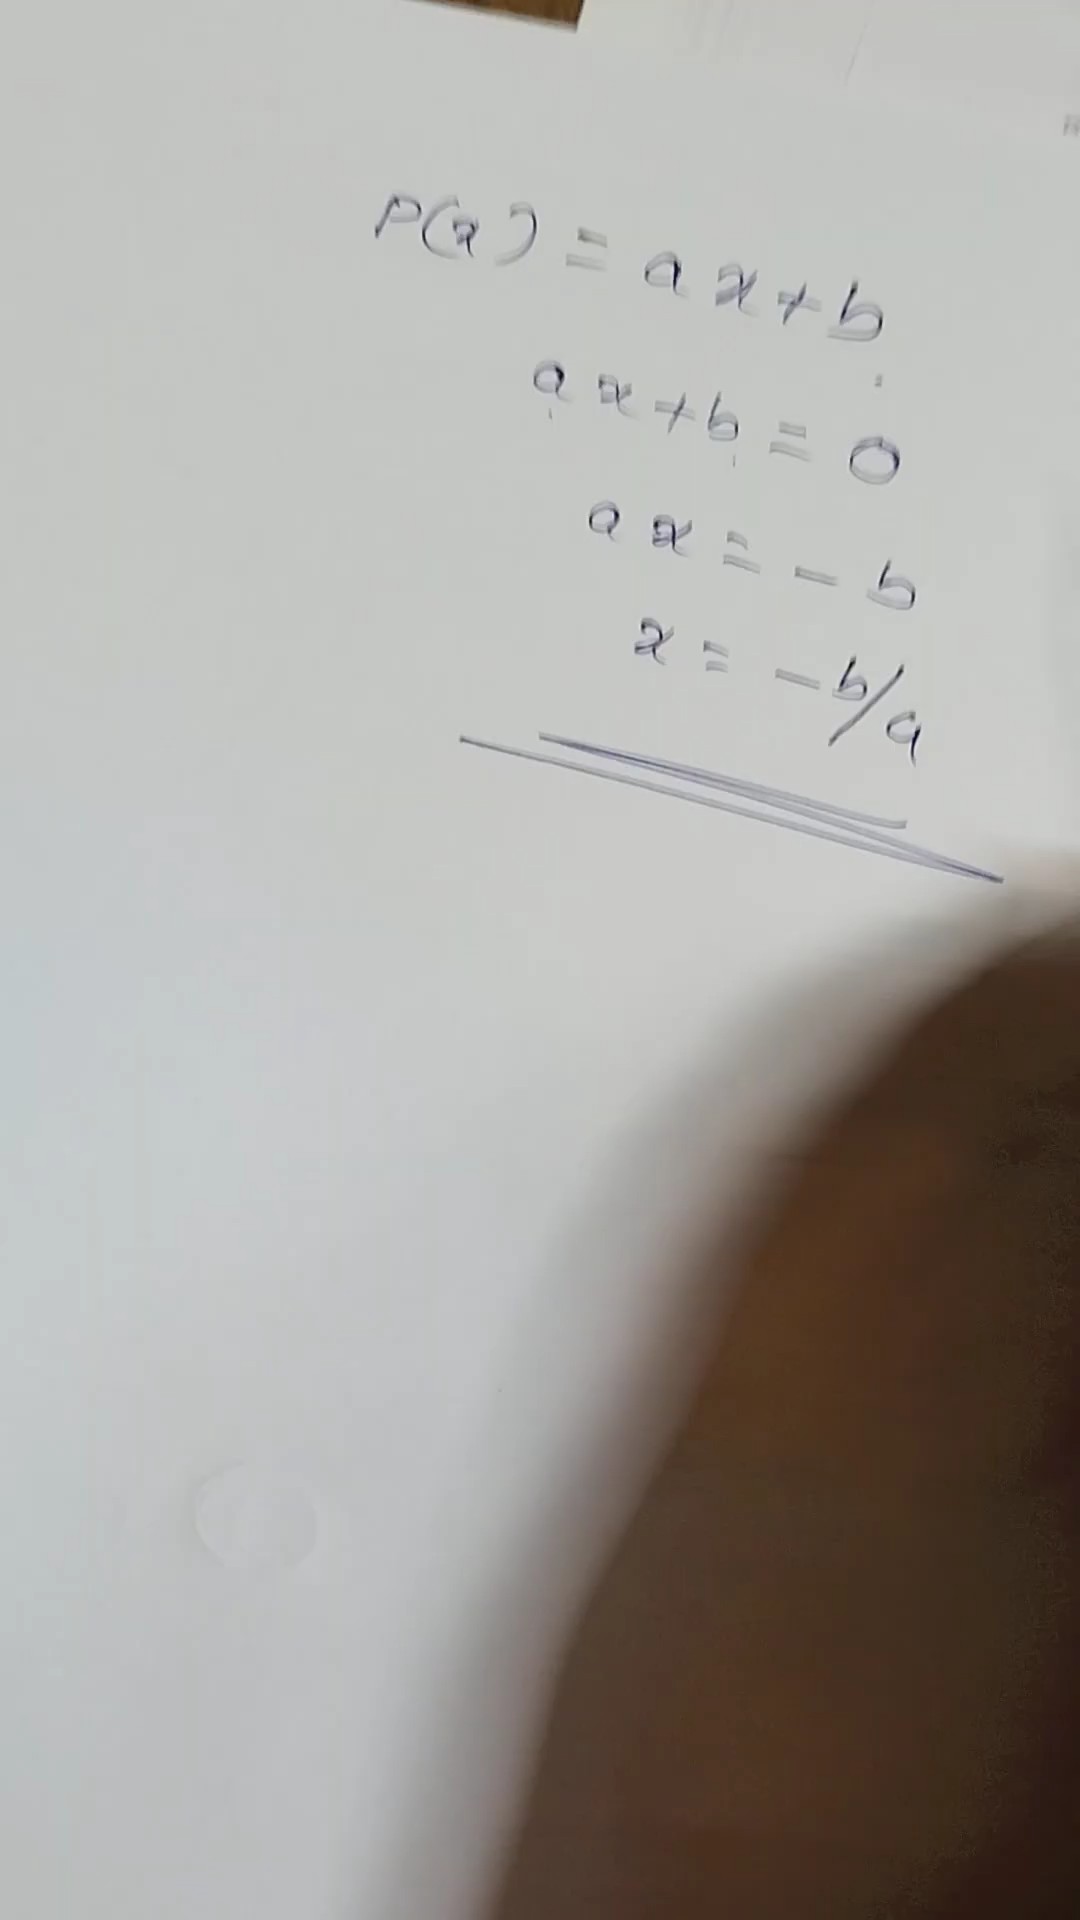 P(x) = ax+b
ax+b = 0
ax = - b
x = - b/a